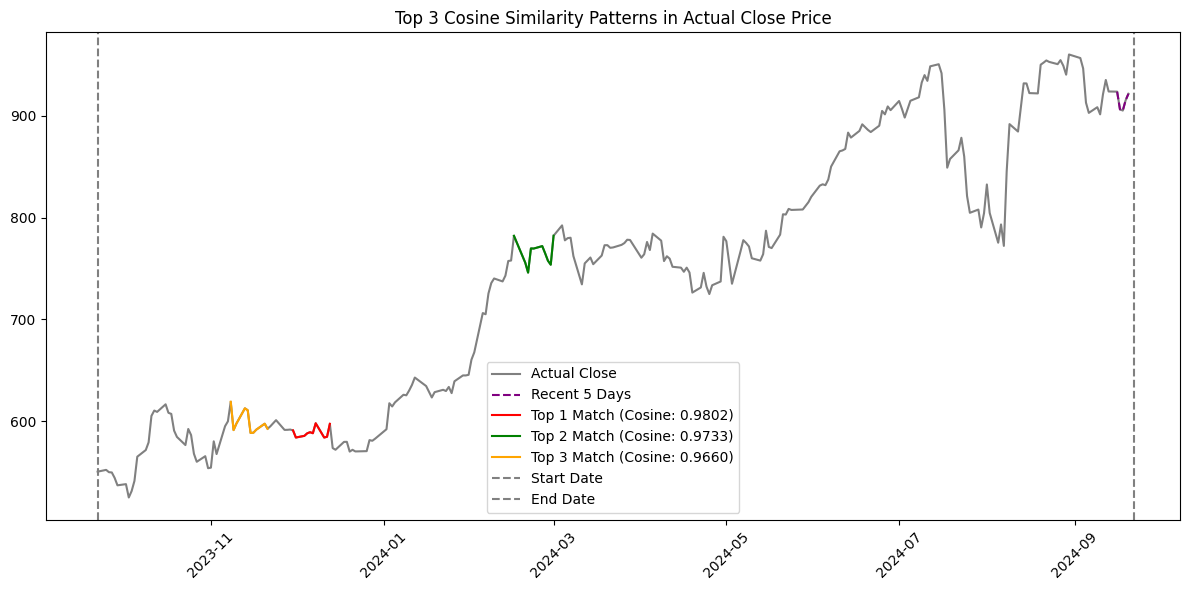 Top 3 Cosine Similarity Patterns in Actual Close Price
900
800
700
600
Actual Close
Recent 5 Days
Top 1 Match (Cosine: 0.9802)
Top 2 Match (Cosine: 0.9733)
Top 3 Match (Cosine: 0.9660)
Start Date
End Date
2023-11
2024-01
2024-03
2024-05
2024-07
2024-09